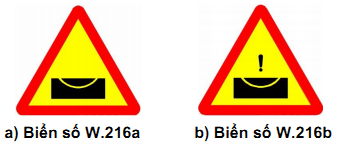 !
a) Biển số W.216a
b) Biển số W.216b